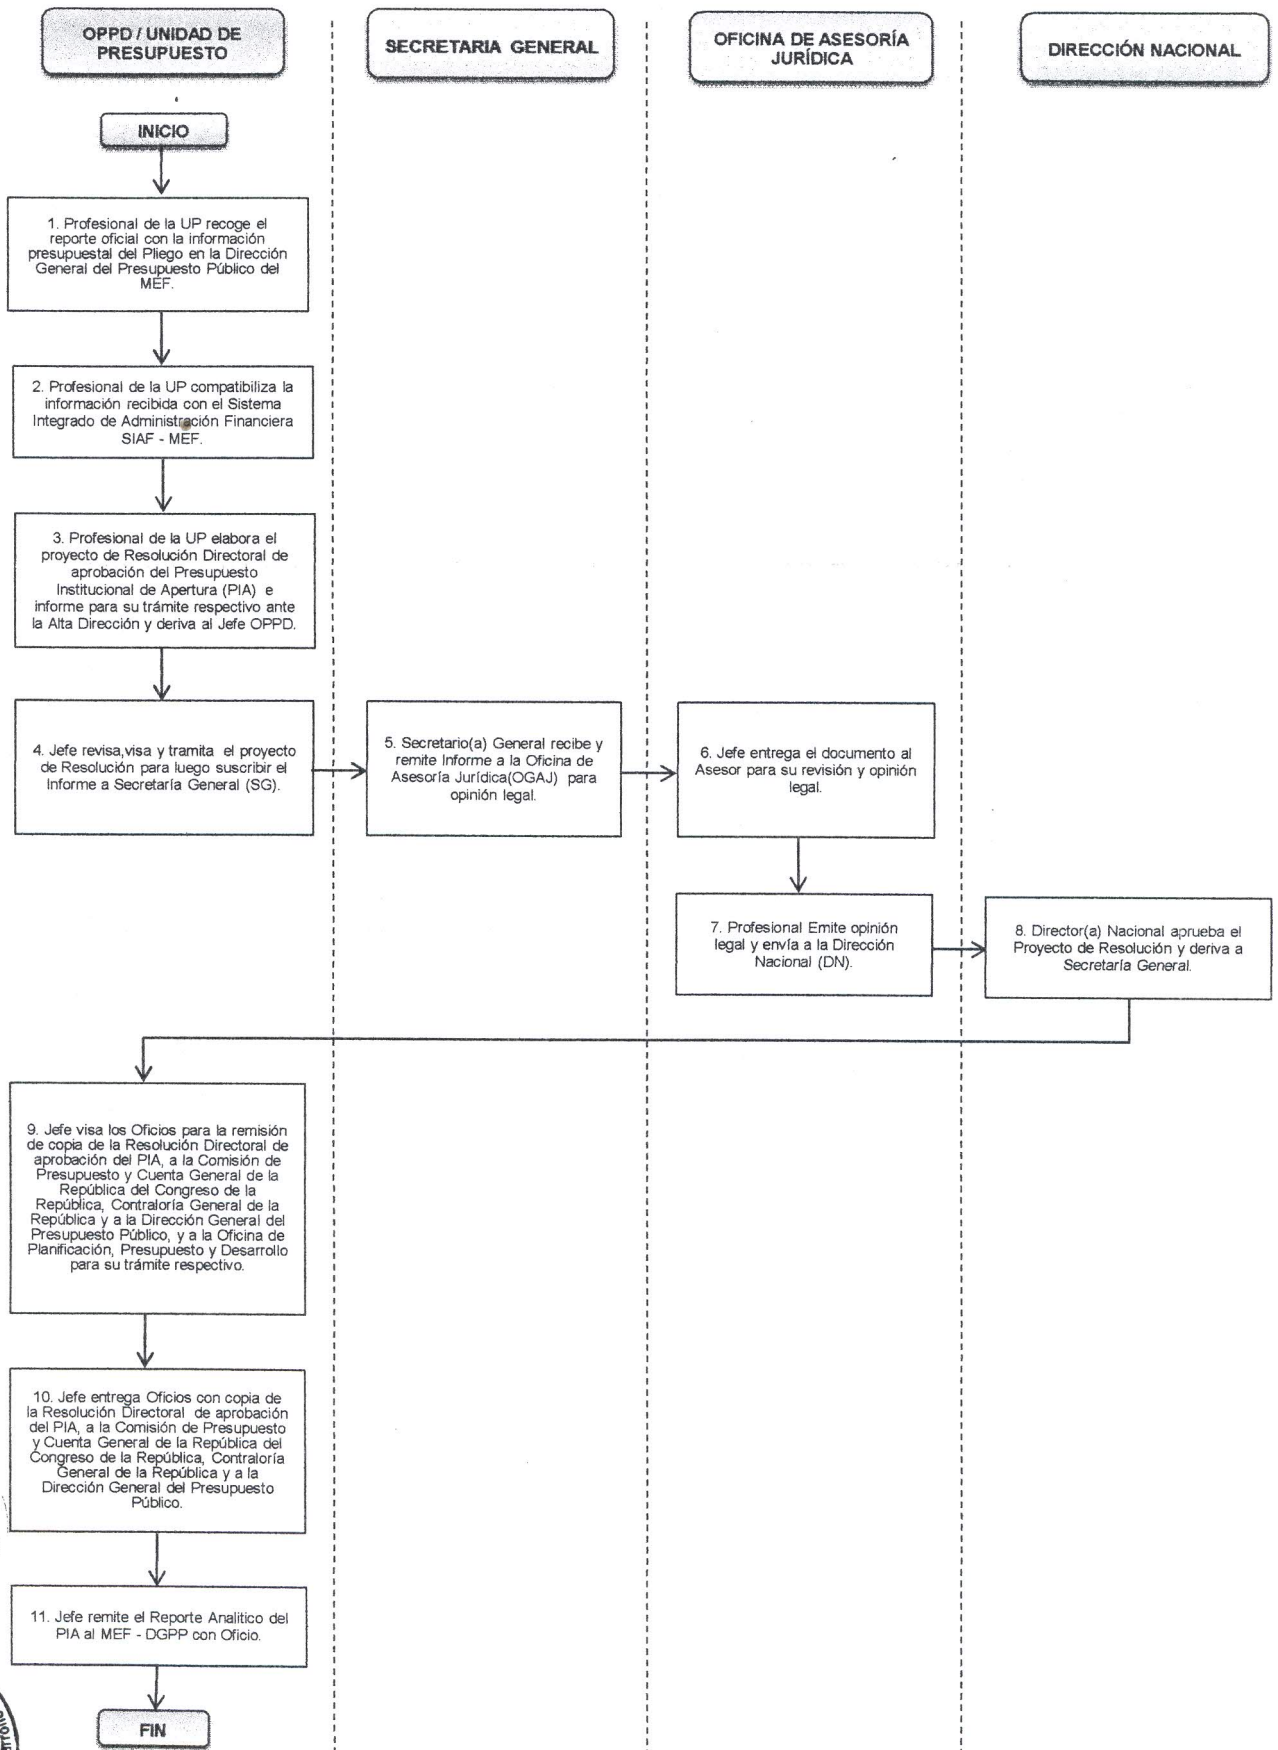 OPPD / UNIDAD DE
PRESUPUESTO
SECRETARIA GENERAL
OFICINA DE ASESORÍA
JURÍDICA
DIRECCIÓN NACIONAL
INICIO
1. Profesional de la UP recoge el
reporte oficial con la información
presupuestal del Pliego en la Dirección
General del Presupuesto Público del
MEF.
2. Profesional de la UP compatibiliza la
información recibida con el Sistema
Integrado de Administración Financiera
SIAF - MEF.
3. Profesional de la UP elabora el
proyecto de Resolución Directoral de
aprobación del Presupuesto
Institucional de Apertura (PIA) e
informe para su trámite respectivo ante
la Alta Dirección y deriva al Jefe OPPD.
4. Jefe revisa,visa y tramita el proyecto
de Resolución para luego suscribir el
Informe a Secretaría General (SG).
5. Secretario(a) General recibe y
remite Informe a la Oficina de
Asesoría Jurídica(OGAJ) para
opinión legal.
6. Jefe entrega el documento al
Asesor para su revisión y opinión
legal.
7. Profesional Emite opinión
legal y envía a la Dirección
Nacional (DN).
8. Director(a) Nacional aprueba el
Proyecto de Resolución y deriva a
Secretaría General.
9. Jefe visa los Oficios para la remisión
de copia de la Resolución Directoral de
aprobación del PIA, a la Comisión de
Presupuesto y Cuenta General de la
República del Congreso de la
República, Contraloría General de la
República y a la Dirección General del
Presupuesto Público, y a la Oficina de
Planificación, Presupuesto y Desarrollo
para su trámite respectivo.
10. Jefe entrega Oficios con copia de
la Resolución Directoral de aprobación
del PIA, a la Comisión de Presupuesto
y Cuenta General de la República del
Congreso de la República, Contraloría
General de la República y a la
Dirección General del Presupuesto
Público.
11. Jefe remite el Reporte Analitico del
PIA al MEF - DGPP con Oficio.
FIN